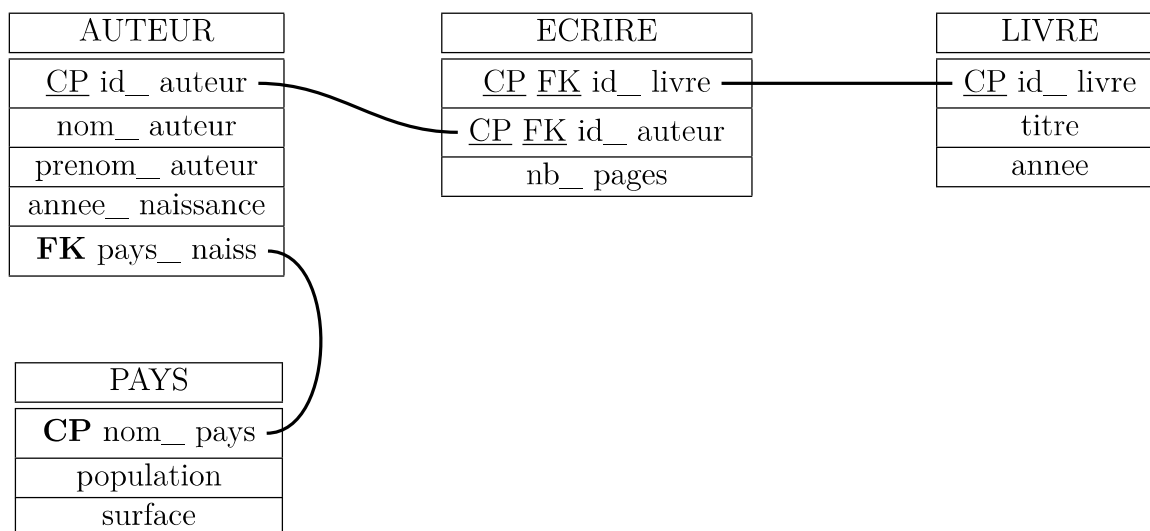 AUTEUR
CP id_ auteur
nom_ auteur
prenom_ auteur
annee_ naissance
FK pays_ naiss
ECRIRE
CP FK id_ livre
CP FK id_ auteur
nb_ pages
LIVRE
CP id_ livre
titre
annee
PAYS
CP nom_ pays
population
surface